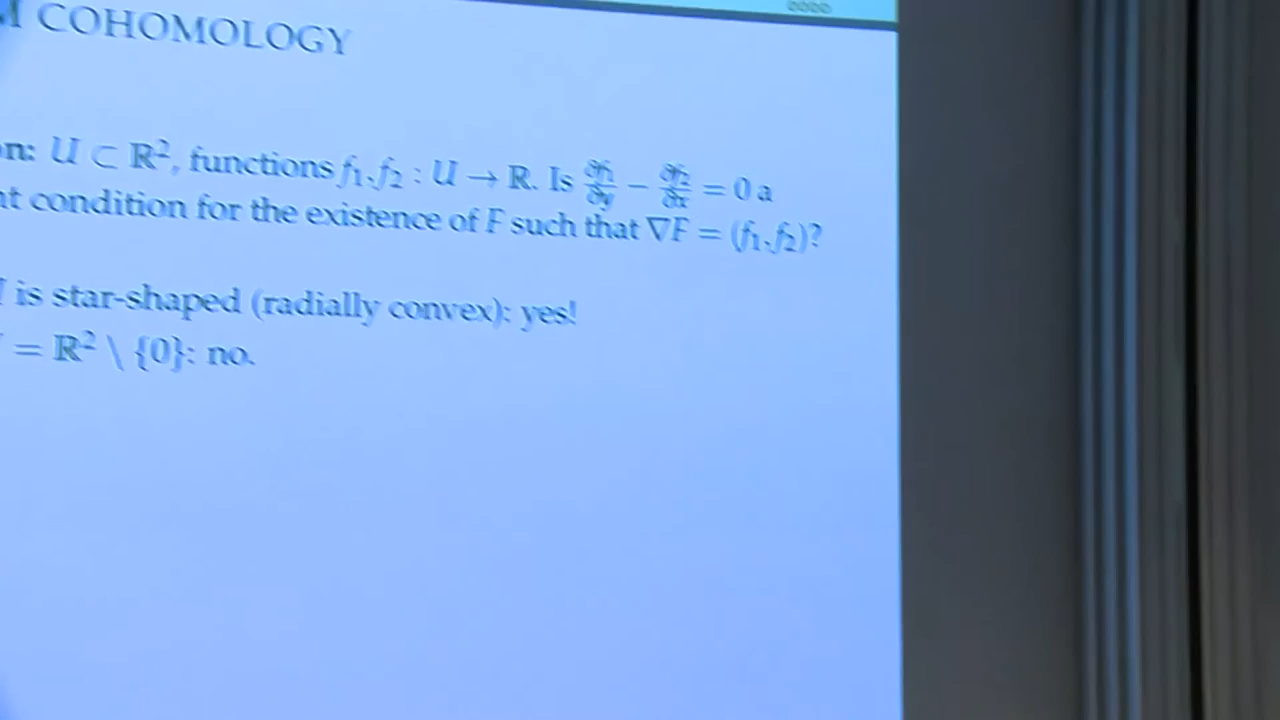 COHOMOLOGY
U ⊂ ℝ², functions f₁, f₂ : U → ℝ. Is ∂f₁/∂y − ∂f₂/∂x = 0 a
condition for the existence of F such that ∇F = (f₁, f₂)?
is star-shaped (radially convex): yes!
= ℝ² \ {0}: no.